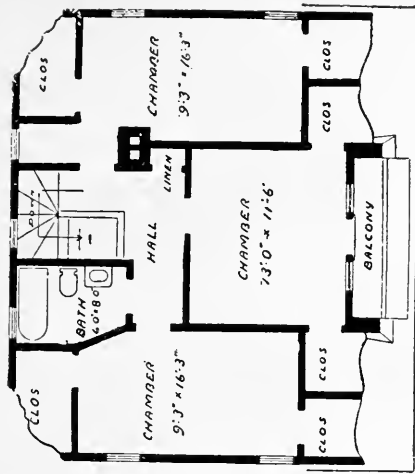 CLOS
CHAMBER
9'·3" × 16'·3"
CLOS
CLOS
DOWN
LINEN
HALL
CHAMBER
13'·0" × 11'·6"
BALCONY
BATH
6'0"×8'0"
CLOS
CHAMBER
9'·3" × 16'·3"
CLOS
CLOS